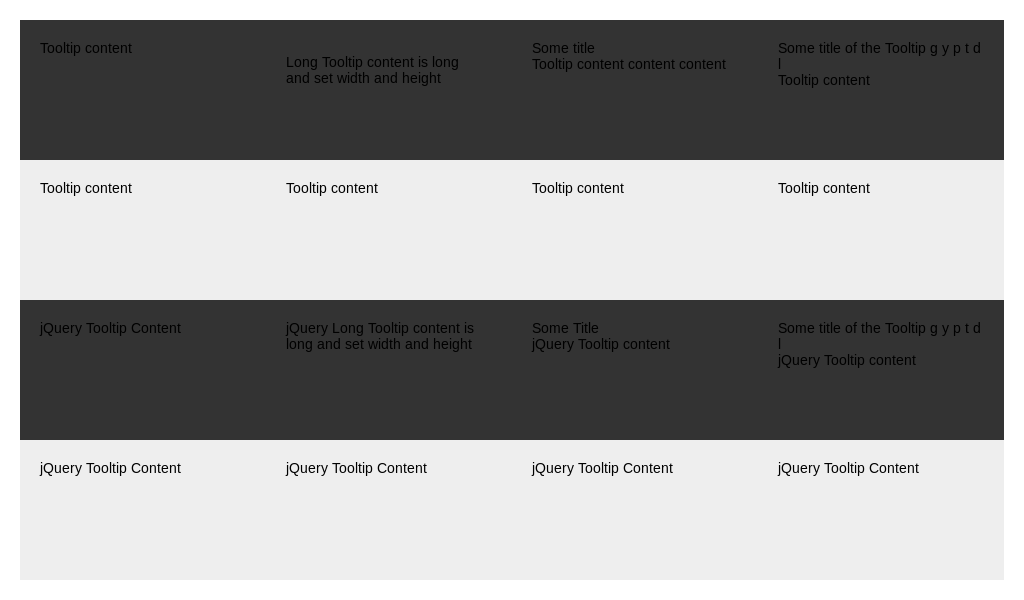 Tooltip content
Long Tooltip content is long
and set width and height
Some title
Tooltip content content content
Some title of the Tooltip g y p t d
l
Tooltip content
Tooltip content
Tooltip content
Tooltip content
Tooltip content
jQuery Tooltip Content
jQuery Long Tooltip content is
long and set width and height
Some Title
jQuery Tooltip content
Some title of the Tooltip g y p t d
l
jQuery Tooltip content
jQuery Tooltip Content
jQuery Tooltip Content
jQuery Tooltip Content
jQuery Tooltip Content